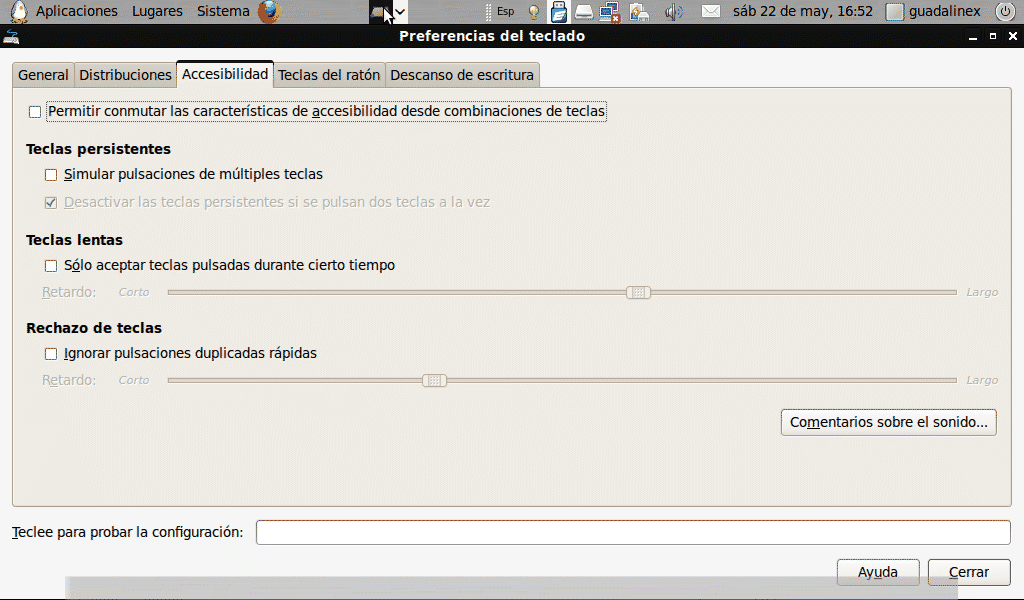 Aplicaciones Lugares Sistema Esp sáb 22 de may, 16:52 guadalinex
Preferencias del teclado
General Distribuciones Accesibilidad Teclas del ratón Descanso de escritura
Permitir conmutar las características de accesibilidad desde combinaciones de teclas
Teclas persistentes
Simular pulsaciones de múltiples teclas
Desactivar las teclas persistentes si se pulsan dos teclas a la vez
Teclas lentas
Sólo aceptar teclas pulsadas durante cierto tiempo
Retardo: Corto Largo
Rechazo de teclas
Ignorar pulsaciones duplicadas rápidas
Retardo: Corto Largo
Comentarios sobre el sonido...
Teclee para probar la configuración:
Ayuda Cerrar